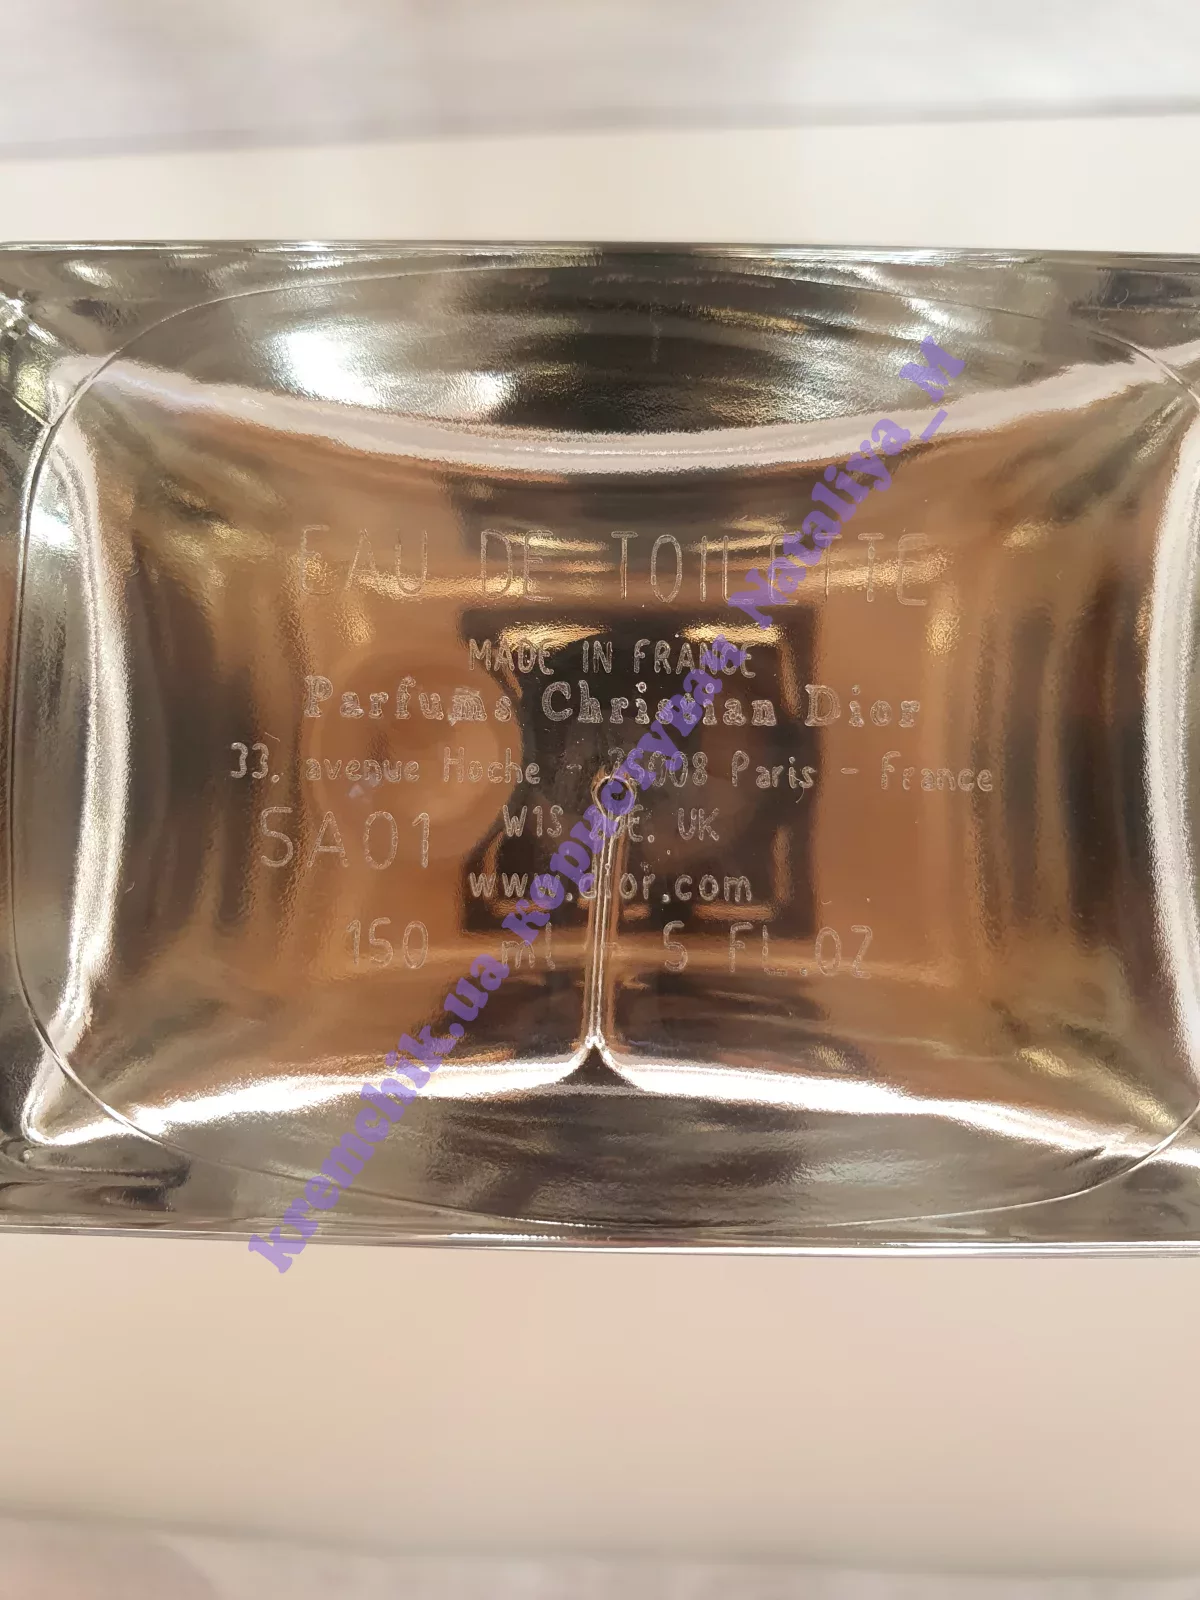 EAU DE TOILETTE
MADE IN FRANCE
Parfums Christian Dior
33, avenue Hoche - 75008 Paris - France
5A01 W1S UK
www.dior.com
150 ml - 5 FL.OZ
kremchik.ua користувач Nataliya_M